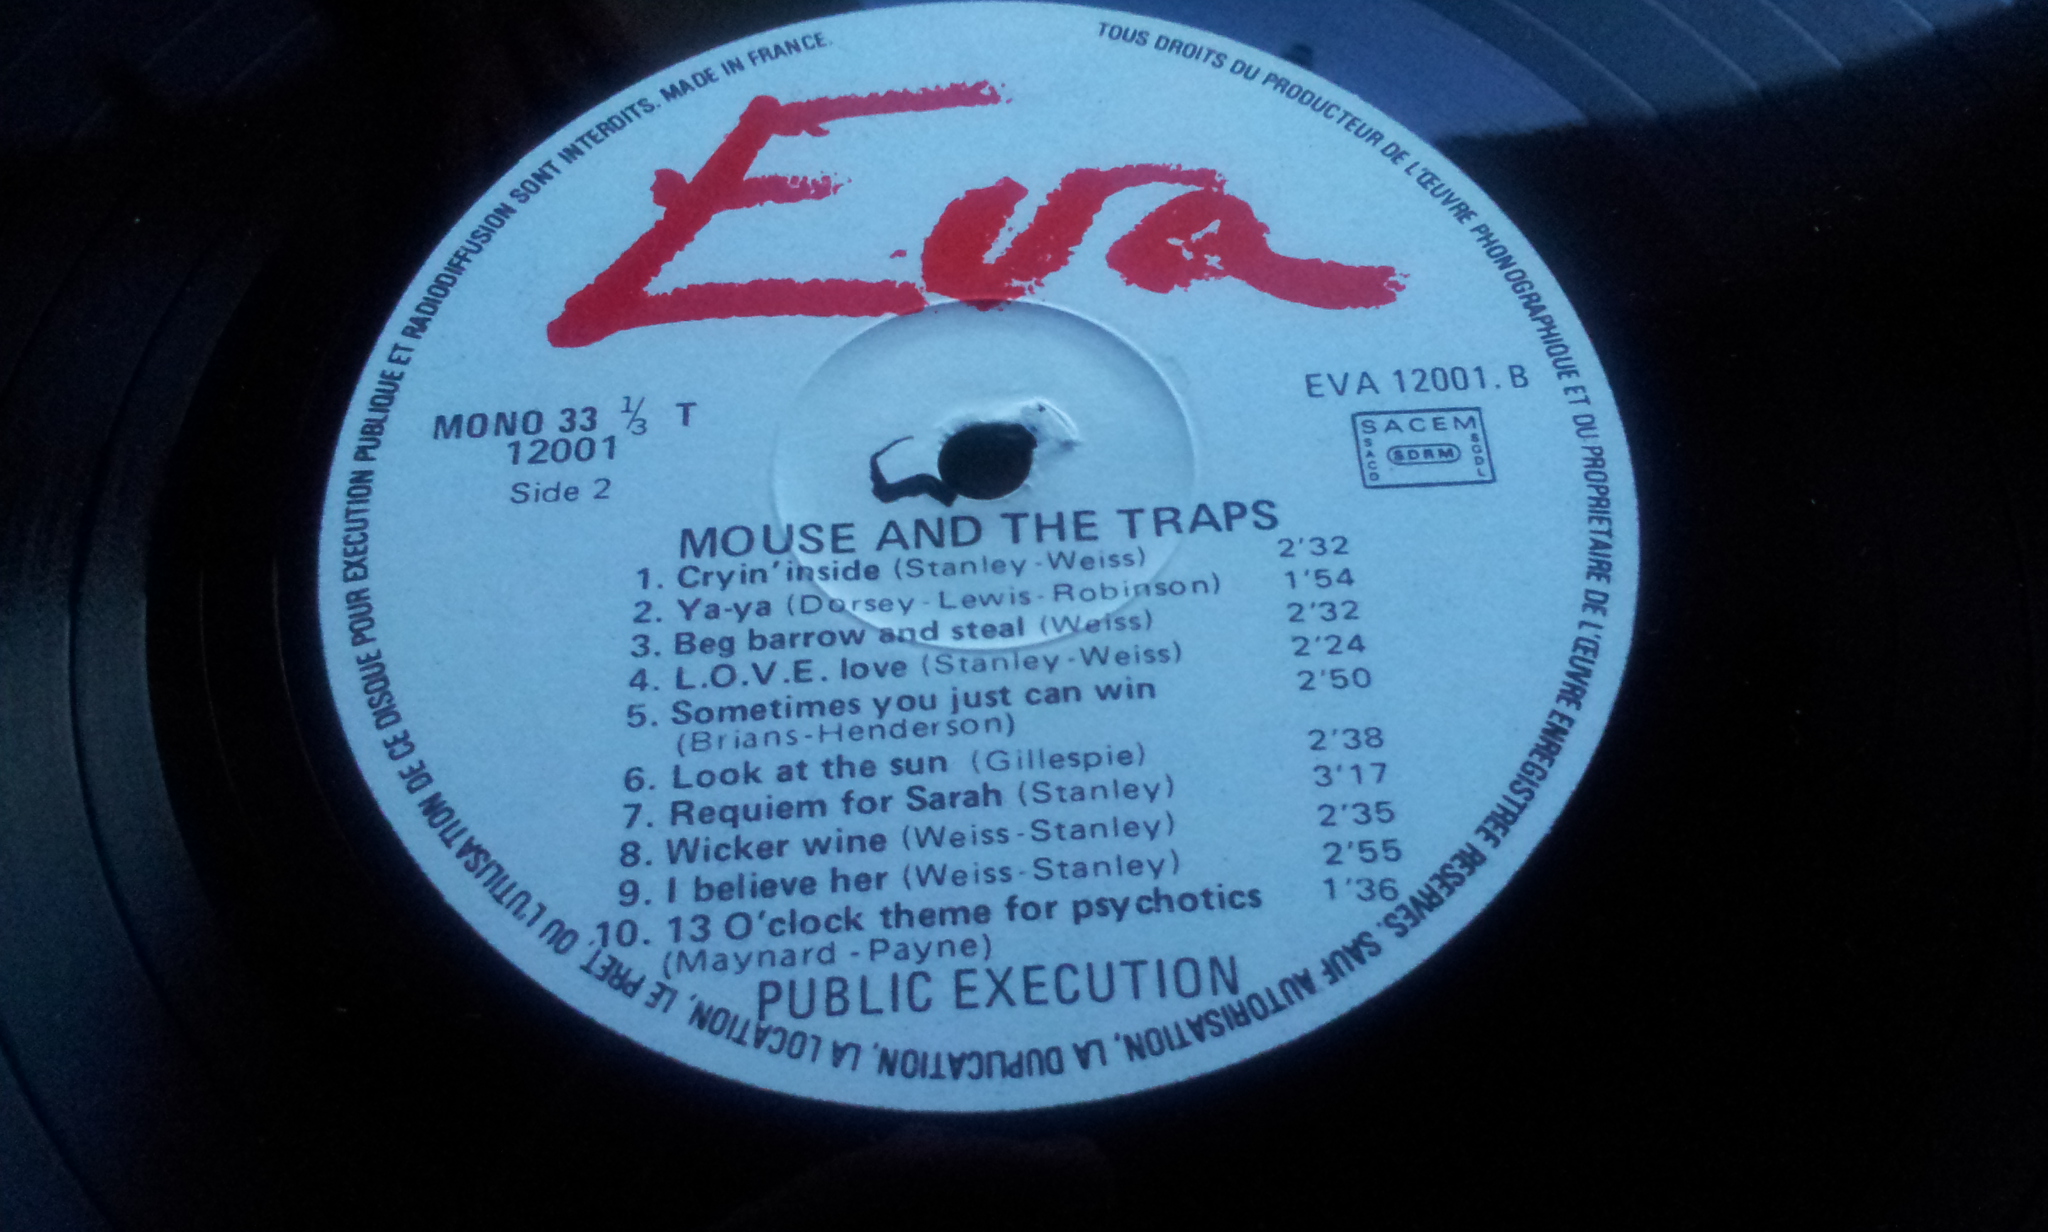 TOUS DROITS DU PRODUCTEUR DE L'ŒUVRE PHONOGRAPHIQUE ET DU PROPRIETAIRE DE L'ŒUVRE ENREGISTREE RESERVES. SAUF AUTORISATION, LA DUPLICATION, LA LOCATION, LE PRET, OU L'UTILISATION DE CE DISQUE POUR EXECUTION PUBLIQUE ET RADIODIFFUSION SONT INTERDITS. MADE IN FRANCE.
Eva
MONO 33 1/3 T
12001
Side 2
EVA 12001.B
SACEM
SACD SDRM SGDL
MOUSE AND THE TRAPS
1. Cryin' inside (Stanley-Weiss) 2'32
2. Ya-ya (Dorsey-Lewis-Robinson) 1'54
3. Beg barrow and steal (Weiss) 2'32
4. L.O.V.E. love (Stanley-Weiss) 2'24
5. Sometimes you just can win 2'50
(Brians-Henderson)
6. Look at the sun (Gillespie) 2'38
7. Requiem for Sarah (Stanley) 3'17
8. Wicker wine (Weiss-Stanley) 2'35
9. I believe her (Weiss-Stanley) 2'55
10. 13 O'clock theme for psychotics 1'36
(Maynard-Payne)
PUBLIC EXECUTION